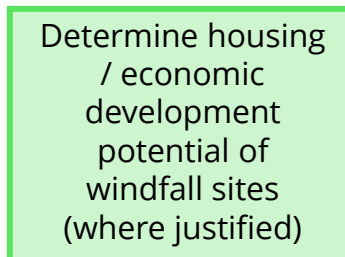 Determine housing
/ economic
development
potential of
windfall sites
(where justified)